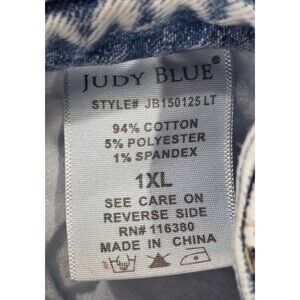 JUDY BLUE®
STYLE# JB150125 LT
94% COTTON
5% POLYESTER
1% SPANDEX
1XL
SEE CARE ON
REVERSE SIDE
RN# 116380
MADE IN CHINA